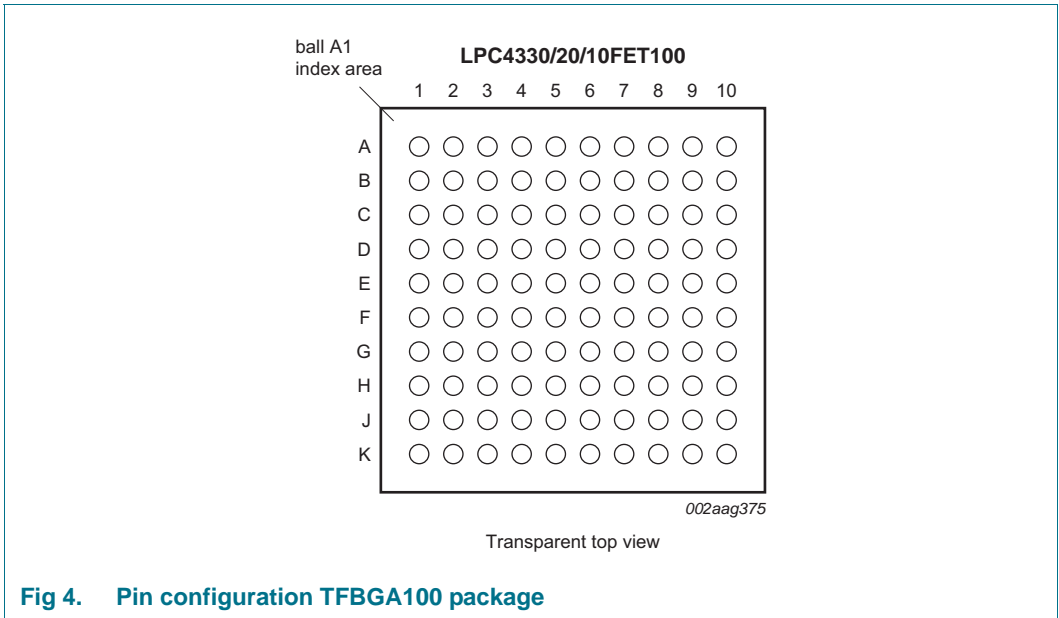 ball A1
index area
LPC4330/20/10FET100
1 2 3 4 5 6 7 8 9 10
A
B
C
D
E
F
G
H
J
K
002aag375
Transparent top view
Fig 4. Pin configuration TFBGA100 package